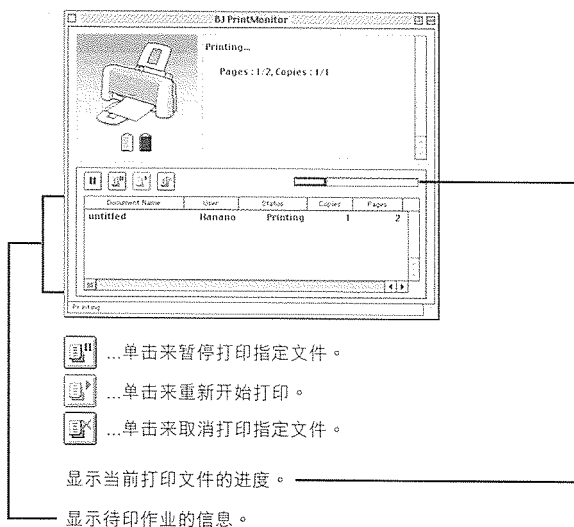 BJ PrintMonitor
Printing...
Pages : 1/2, Copies : 1/1
Document Name User Status Copies Pages
untitled Hanano Printing 1 2
Printing
...单击来暂停打印指定文件。
...单击来重新开始打印。
...单击来取消打印指定文件。
显示当前打印文件的进度。
显示待印作业的信息。